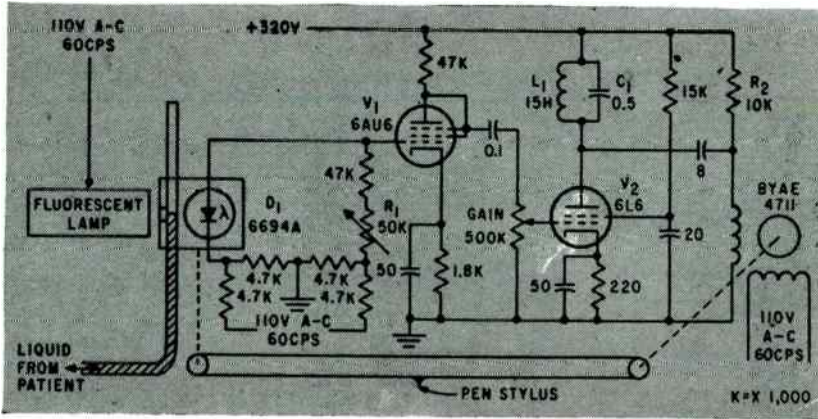 110V A-C
60CPS
+320V
47K
V1
6AU6
L1
15H
C1
0.5
15K
R2
10K
0.1
47K
8
V2
6L6
BYAE
4711
FLUORESCENT
LAMP
λ
D1
6694A
R1
50K
GAIN
500K
20
4.7K
4.7K
4.7K
4.7K
50
1.8K
50
220
110V A-C
60CPS
110V
A-C
60CPS
LIQUID
FROM
PATIENT
PEN STYLUS
K=X 1,000